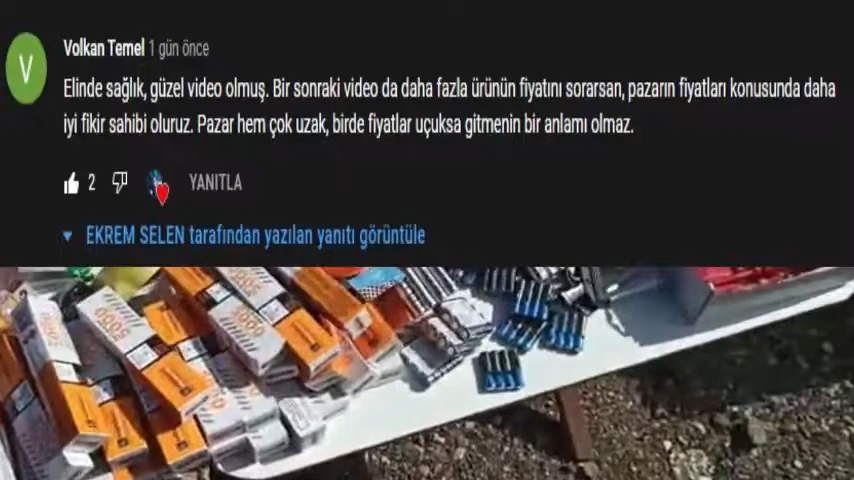 V
Volkan Temel 1 gün önce
Elinde sağlık, güzel video olmuş. Bir sonraki video da daha fazla ürünün fiyatını sorarsan, pazarın fiyatları konusunda daha
iyi fikir sahibi oluruz. Pazar hem çok uzak, birde fiyatlar uçuksa gitmenin bir anlamı olmaz.
2
YANITLA
EKREM SELEN tarafından yazılan yanıtı görüntüle
5000